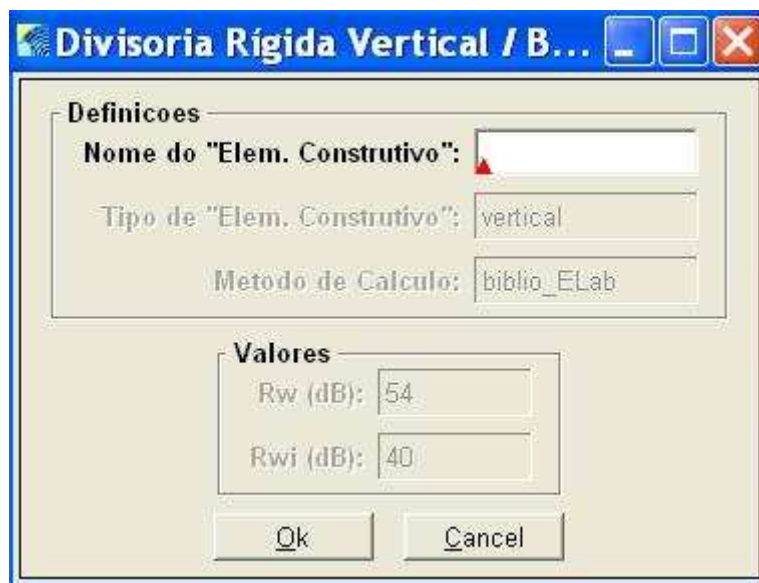 Divisoria Rígida Vertical / B...
Definicoes
Nome do "Elem. Construtivo":
Tipo de "Elem. Construtivo": vertical
Metodo de Calculo: biblio_ELab
Valores
Rw (dB): 54
Rwi (dB): 40
Ok Cancel